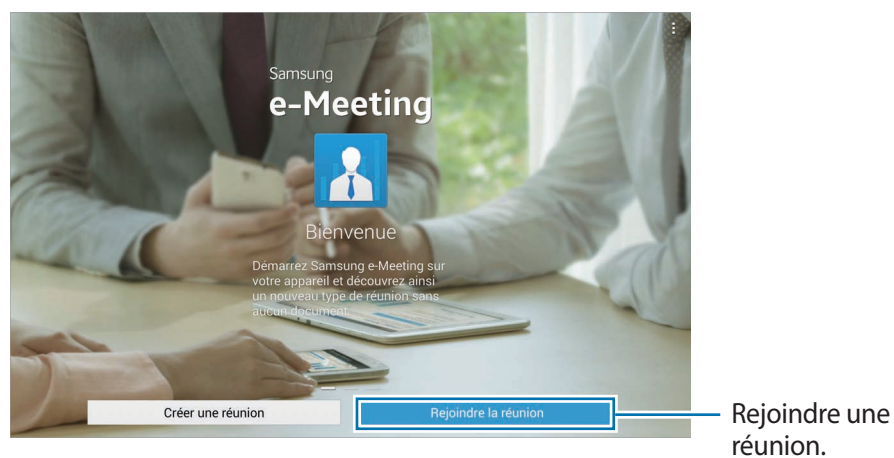 Samsung
e-Meeting
Bienvenue
Démarrez Samsung e-Meeting sur
votre appareil et découvrez ainsi
un nouveau type de réunion sans
aucun document.
Créer une réunion
Rejoindre la réunion
Rejoindre une
réunion.